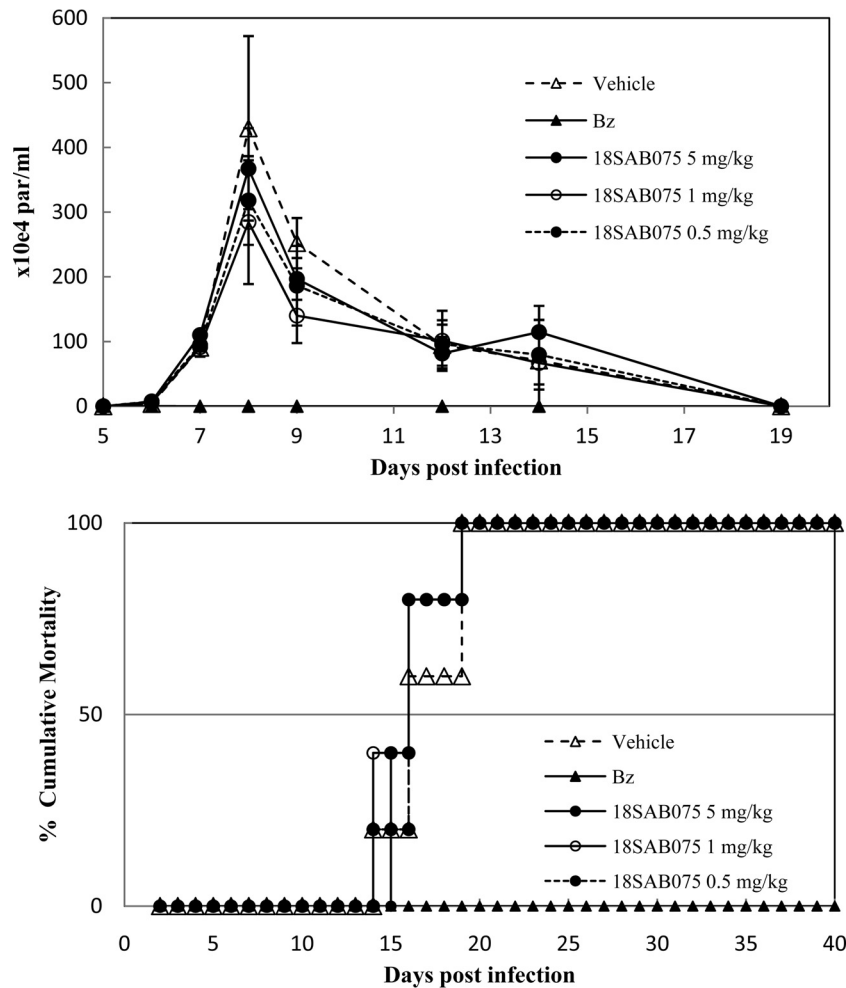 600
500
400
300
200
100
0
x10e4 par/ml
Vehicle
Bz
18SAB075 5 mg/kg
18SAB075 1 mg/kg
18SAB075 0.5 mg/kg
5 7 9 11 13 15 17 19
Days post infection
100
50
0
% Cumulative Mortality
Vehicle
Bz
18SAB075 5 mg/kg
18SAB075 1 mg/kg
18SAB075 0.5 mg/kg
0 5 10 15 20 25 30 35 40
Days post infection